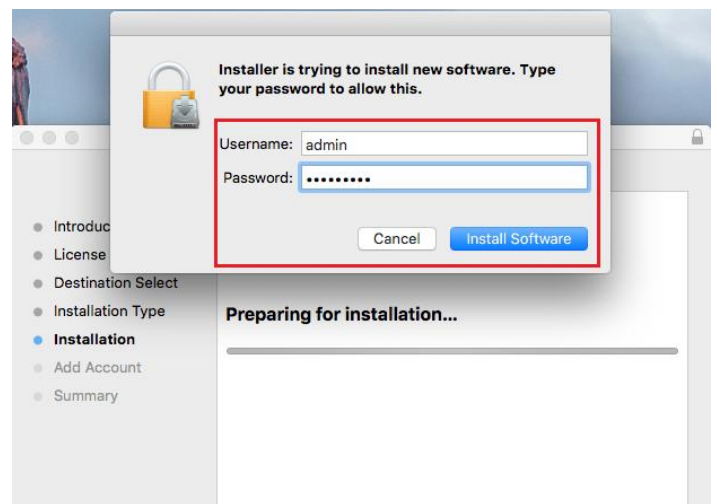 Installer is trying to install new software. Type
your password to allow this.
Username: admin
Password: •••••••••
Cancel Install Software
Introduc
License
Destination Select
Installation Type
Installation
Add Account
Summary
Preparing for installation...